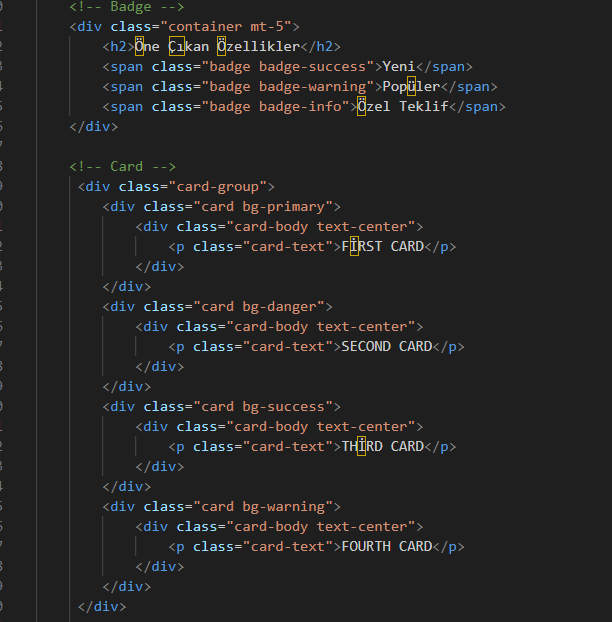 <!-- Badge -->
<div class="container mt-5">
<h2>Öne Çıkan Özellikler</h2>
<span class="badge badge-success">Yeni</span>
<span class="badge badge-warning">Popüler</span>
<span class="badge badge-info">Özel Teklif</span>
</div>
<!-- Card -->
<div class="card-group">
<div class="card bg-primary">
<div class="card-body text-center">
<p class="card-text">FİRST CARD</p>
</div>
</div>
<div class="card bg-danger">
<div class="card-body text-center">
<p class="card-text">SECOND CARD</p>
</div>
</div>
<div class="card bg-success">
<div class="card-body text-center">
<p class="card-text">THİRD CARD</p>
</div>
</div>
<div class="card bg-warning">
<div class="card-body text-center">
<p class="card-text">FOURTH CARD</p>
</div>
</div>
</div>